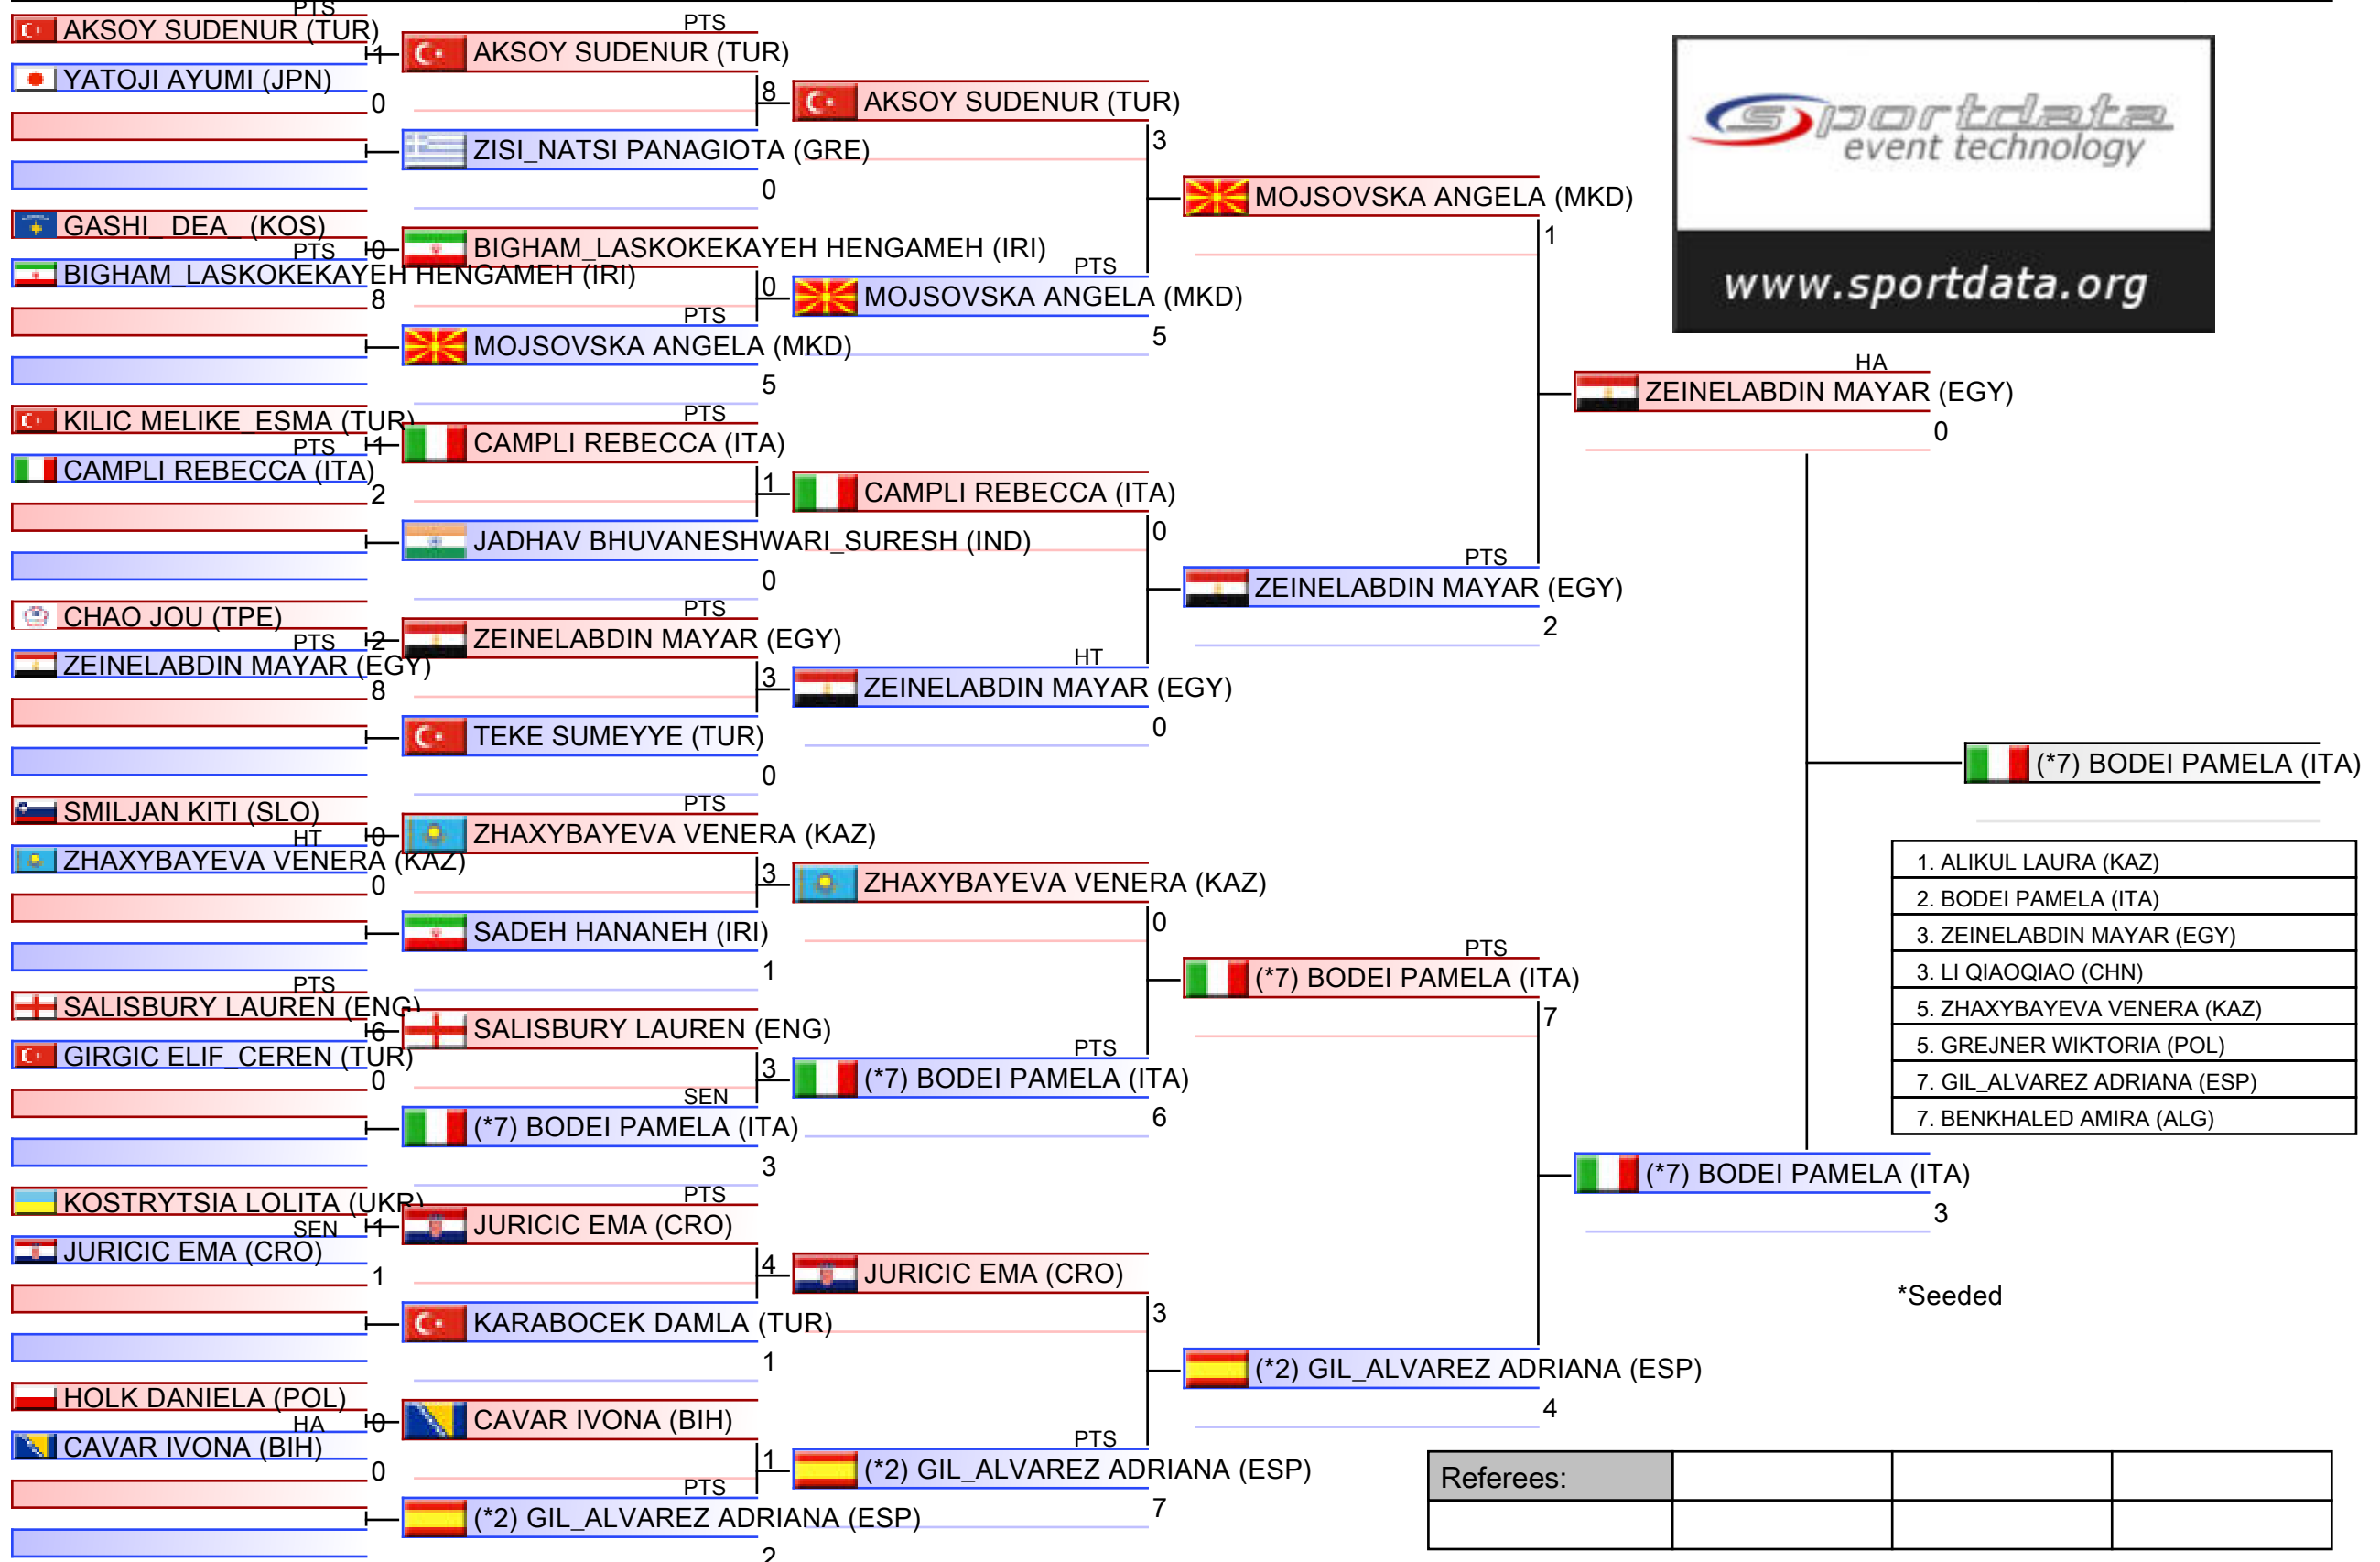 PTS
AKSOY SUDENUR (TUR)
1
YATOJI AYUMI (JPN)
0
GASHI_ DEA_ (KOS)
0
PTS
BIGHAM_LASKOKEKAYEH HENGAMEH (IRI)
8
KILIC MELIKE_ESMA (TUR)
1
PTS
CAMPLI REBECCA (ITA)
2
CHAO JOU (TPE)
2
PTS
ZEINELABDIN MAYAR (EGY)
8
SMILJAN KITI (SLO)
0
HT
ZHAXYBAYEVA VENERA (KAZ)
0
PTS
SALISBURY LAUREN (ENG)
6
GIRGIC ELIF_CEREN (TUR)
0
KOSTRYTSIA LOLITA (UKR)
1
SEN
JURICIC EMA (CRO)
1
HOLK DANIELA (POL)
0
HA
CAVAR IVONA (BIH)
0
PTS
AKSOY SUDENUR (TUR)
8
ZISI_NATSI PANAGIOTA (GRE)
0
BIGHAM_LASKOKEKAYEH HENGAMEH (IRI)
0
PTS
MOJSOVSKA ANGELA (MKD)
5
PTS
CAMPLI REBECCA (ITA)
1
JADHAV BHUVANESHWARI_SURESH (IND)
0
PTS
ZEINELABDIN MAYAR (EGY)
3
TEKE SUMEYYE (TUR)
0
PTS
ZHAXYBAYEVA VENERA (KAZ)
3
SADEH HANANEH (IRI)
1
SALISBURY LAUREN (ENG)
3
SEN
(*7) BODEI PAMELA (ITA)
3
PTS
JURICIC EMA (CRO)
4
KARABOCEK DAMLA (TUR)
1
CAVAR IVONA (BIH)
1
PTS
(*2) GIL_ALVAREZ ADRIANA (ESP)
2
AKSOY SUDENUR (TUR)
3
PTS
MOJSOVSKA ANGELA (MKD)
5
CAMPLI REBECCA (ITA)
0
HT
ZEINELABDIN MAYAR (EGY)
0
ZHAXYBAYEVA VENERA (KAZ)
0
PTS
(*7) BODEI PAMELA (ITA)
6
JURICIC EMA (CRO)
3
PTS
(*2) GIL_ALVAREZ ADRIANA (ESP)
7
MOJSOVSKA ANGELA (MKD)
1
PTS
ZEINELABDIN MAYAR (EGY)
2
PTS
(*7) BODEI PAMELA (ITA)
7
(*2) GIL_ALVAREZ ADRIANA (ESP)
4
sportdata
event technology
www.sportdata.org
HA
ZEINELABDIN MAYAR (EGY)
0
(*7) BODEI PAMELA (ITA)
3
(*7) BODEI PAMELA (ITA)
1. ALIKUL LAURA (KAZ)
2. BODEI PAMELA (ITA)
3. ZEINELABDIN MAYAR (EGY)
3. LI QIAOQIAO (CHN)
5. ZHAXYBAYEVA VENERA (KAZ)
5. GREJNER WIKTORIA (POL)
7. GIL_ALVAREZ ADRIANA (ESP)
7. BENKHALED AMIRA (ALG)
*Seeded
Referees: